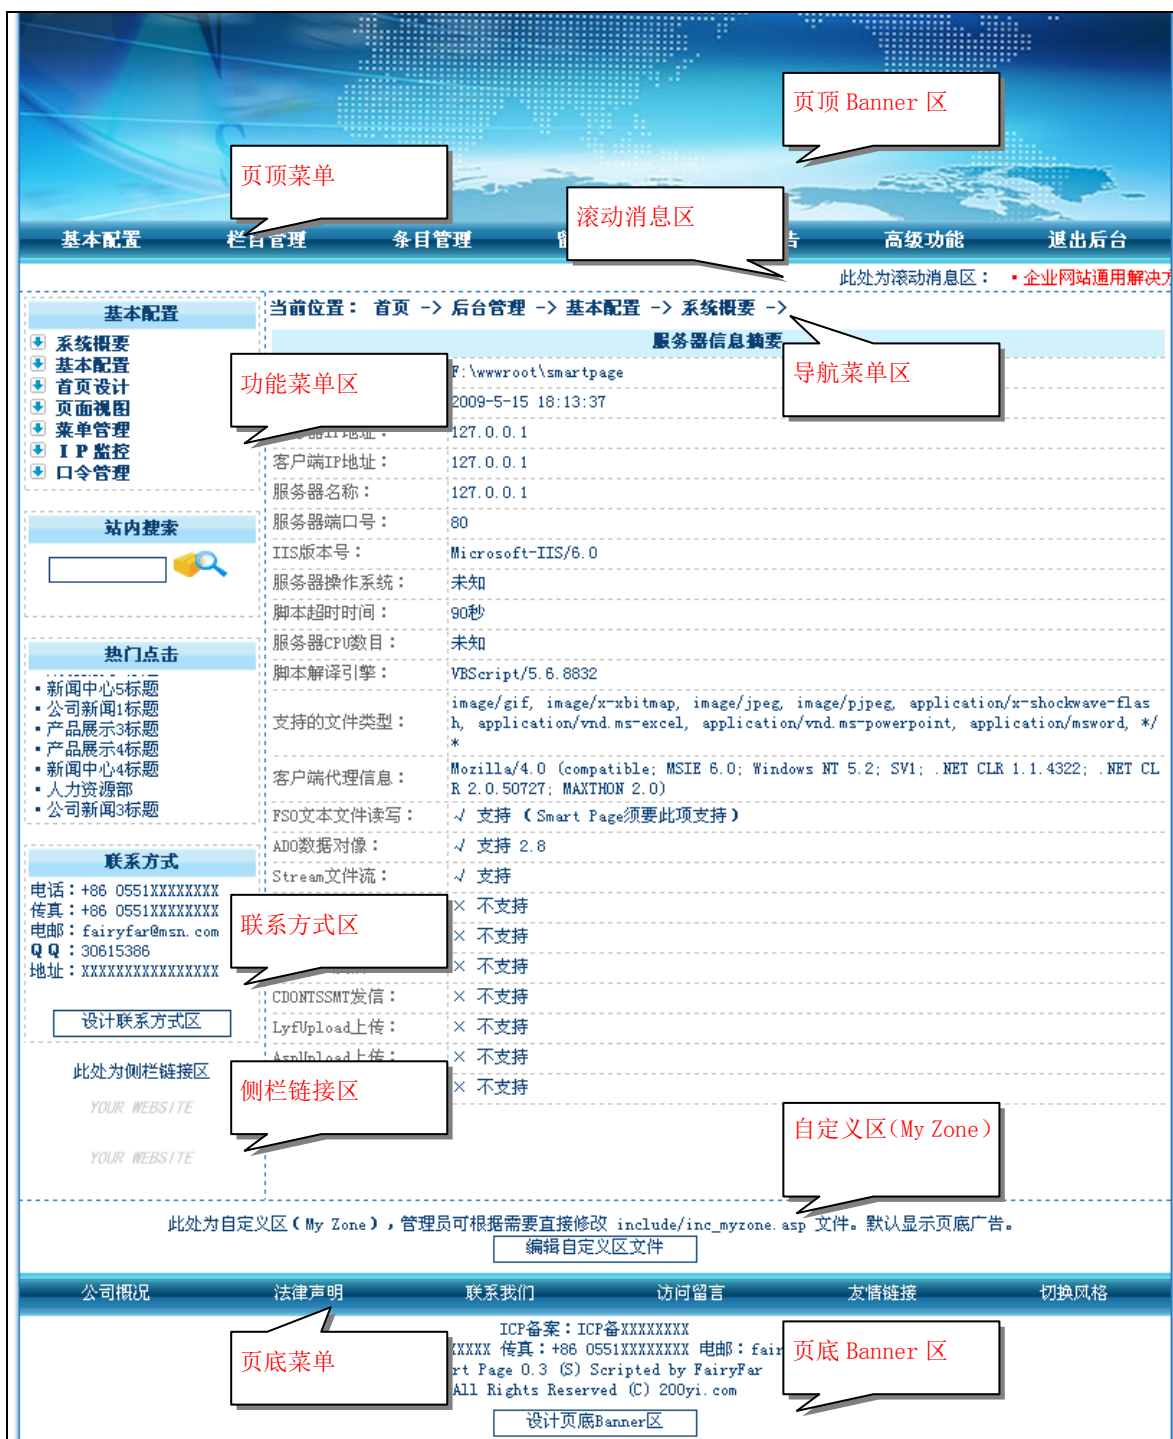 页顶 Banner 区
页顶菜单
滚动消息区
基本配置 栏目管理 条目管理 留 告 高级功能 退出后台
此处为滚动消息区： ▪企业网站通用解决方
基本配置
系统概要
基本配置
首页设计
页面视图
菜单管理
ＩＰ监控
口令管理
当前位置： 首页 -> 后台管理 -> 基本配置 -> 系统概要 ->
服务器信息摘要
功能菜单区
导航菜单区
F:\wwwroot\smartpage
2009-5-15 18:13:37
服务器IP地址： 127.0.0.1
客户端IP地址： 127.0.0.1
服务器名称： 127.0.0.1
服务器端口号： 80
IIS版本号： Microsoft-IIS/6.0
服务器操作系统： 未知
脚本超时时间： 90秒
服务器CPU数目： 未知
脚本解译引擎： VBScript/5.6.8832
支持的文件类型： image/gif, image/x-xbitmap, image/jpeg, image/pjpeg, application/x-shockwave-flas
h, application/vnd.ms-excel, application/vnd.ms-powerpoint, application/msword, */
*
客户端代理信息： Mozilla/4.0 (compatible; MSIE 6.0; Windows NT 5.2; SV1; .NET CLR 1.1.4322; .NET CL
R 2.0.50727; MAXTHON 2.0)
FSO文本文件读写： √ 支持（Smart Page须要此项支持）
ADO数据对像： √ 支持 2.8
Stream文件流： √ 支持
× 不支持
× 不支持
× 不支持
CDONTSSMT发信： × 不支持
LyfUpload上传： × 不支持
AspUpload上传： × 不支持
× 不支持
站内搜索
热门点击
▪新闻中心5标题
▪公司新闻1标题
▪产品展示3标题
▪产品展示4标题
▪新闻中心4标题
▪人力资源部
▪公司新闻3标题
联系方式
电话：+86 0551XXXXXXXX
传真：+86 0551XXXXXXXX
电邮：fairyfar@msn.com
ＱＱ：30615386
地址：XXXXXXXXXXXXXXXX
联系方式区
设计联系方式区
此处为侧栏链接区
侧栏链接区
YOUR WEBSITE
YOUR WEBSITE
自定义区(My Zone)
此处为自定义区（My Zone），管理员可根据需要直接修改 include/inc_myzone.asp 文件。默认显示页底广告。
编辑自定义区文件
公司概况 法律声明 联系我们 访问留言 友情链接 切换风格
页底菜单
页底 Banner 区
ICP备案：ICP备XXXXXXXX
XXXXX 传真：+86 0551XXXXXXXX 电邮：fair
rt Page 0.3 (S) Scripted by FairyFar
All Rights Reserved (C) 200yi.com
设计页底Banner区